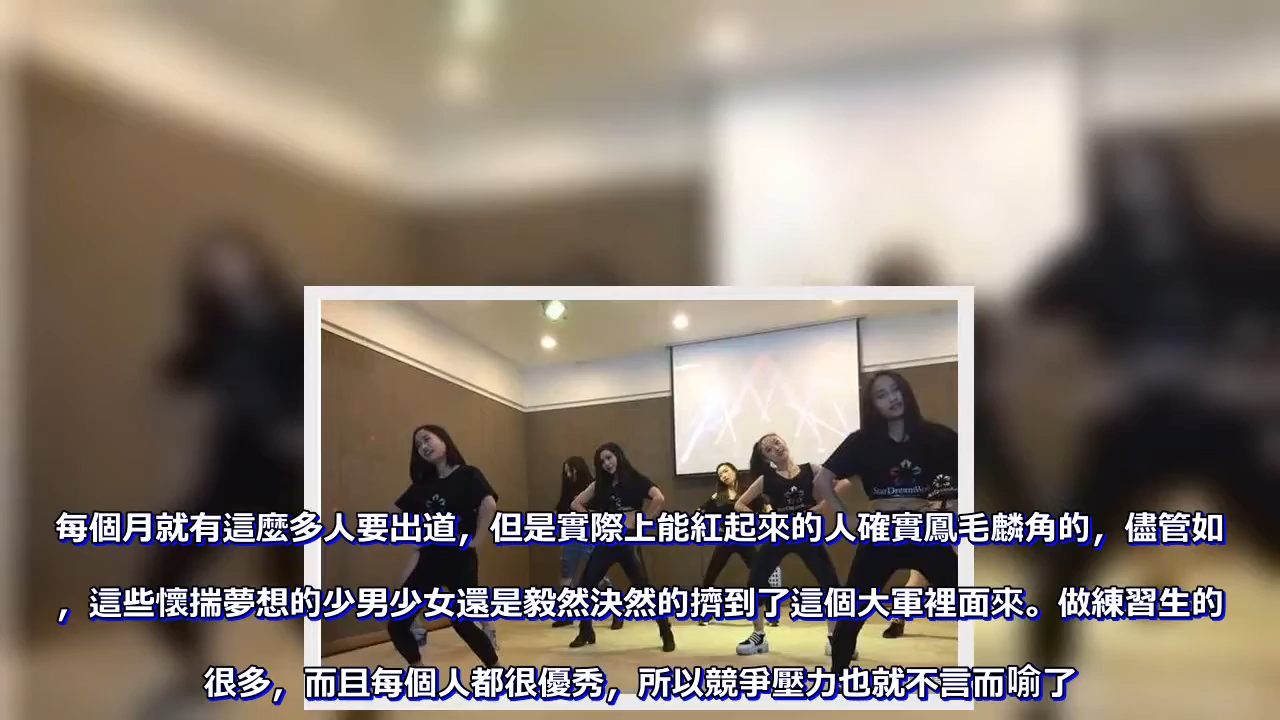 StarDreamWo
每個月就有這麼多人要出道，但是實際上能紅起來的人確實鳳毛麟角的，儘管如
，這些懷揣夢想的少男少女還是毅然決然的擠到了這個大軍裡面來。做練習生的
很多，而且每個人都很優秀，所以競爭壓力也就不言而喻了